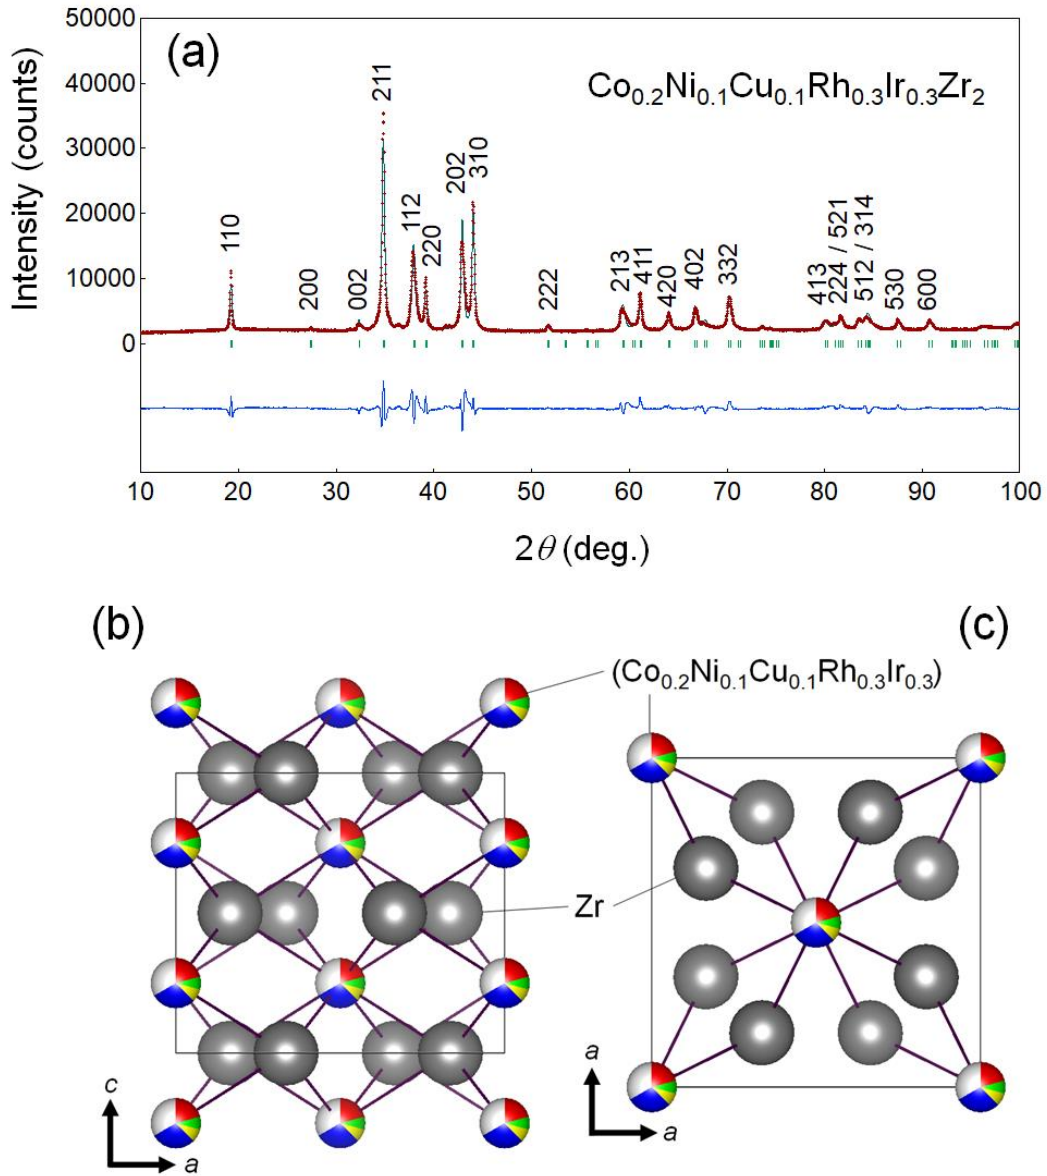 (a)
Co0.2Ni0.1Cu0.1Rh0.3Ir0.3Zr2
Intensity (counts)
50000
40000
30000
20000
10000
0
110
200
002
211
112
220
202
310
222
213
411
420
402
332
413
224 / 521
512 / 314
530
600
10 20 30 40 50 60 70 80 90 100
2θ (deg.)
(b)
(c)
(Co0.2Ni0.1Cu0.1Rh0.3Ir0.3)
Zr
c
a
a
a